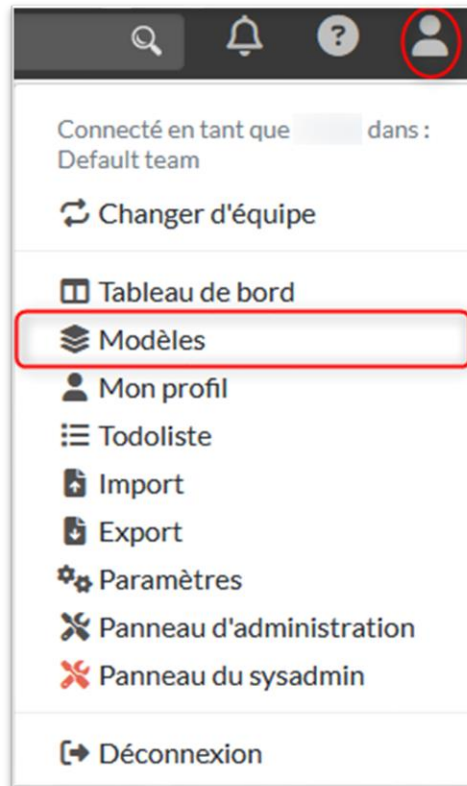 Connecté en tant que dans :
Default team
Changer d'équipe
Tableau de bord
Modèles
Mon profil
Todoliste
Import
Export
Paramètres
Panneau d'administration
Panneau du sysadmin
Déconnexion